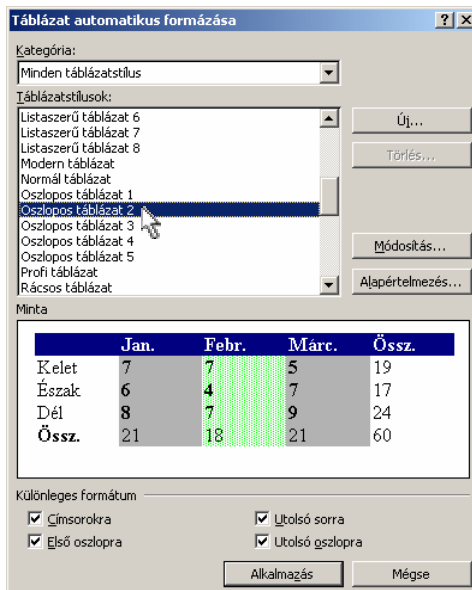 Táblázat automatikus formázása
Kategória:
Minden táblázatstílus
Táblázatstílusok:
Listaszerű táblázat 6
Listaszerű táblázat 7
Listaszerű táblázat 8
Modern táblázat
Normál táblázat
Oszlopos táblázat 1
Oszlopos táblázat 2
Oszlopos táblázat 3
Oszlopos táblázat 4
Oszlopos táblázat 5
Profi táblázat
Rácsos táblázat
Új...
Törlés...
Módosítás...
Alapértelmezés...
Minta
Jan. Febr. Márc. Össz.
Kelet 7 7 5 19
Észak 6 4 7 17
Dél 8 7 9 24
Össz. 21 18 21 60
Különleges formátum
Címsorokra Utolsó sorra
Első oszlopra Utolsó oszlopra
Alkalmazás Mégse